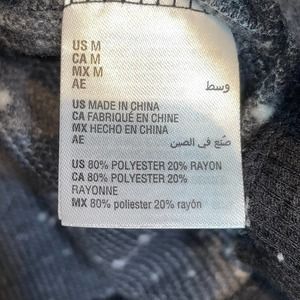 US M
CA M
MX M
AE وسط
US MADE IN CHINA
CA FABRIQUÉ EN CHINE
MX HECHO EN CHINA
AE صُنع في الصين
US 80% POLYESTER 20% RAYON
CA 80% POLYESTER 20%
RAYONNE
MX 80% poliester 20% rayón